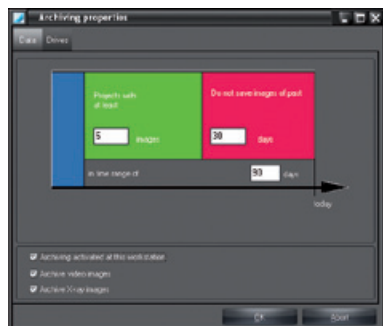 Archiving properties
Data Drives
Projects with
at least
5 images
Do not save images of past
30 days
in time range of
90 days
today
Archiving activated at this workstation
Archive video images
Archive X-ray images
OK Abort